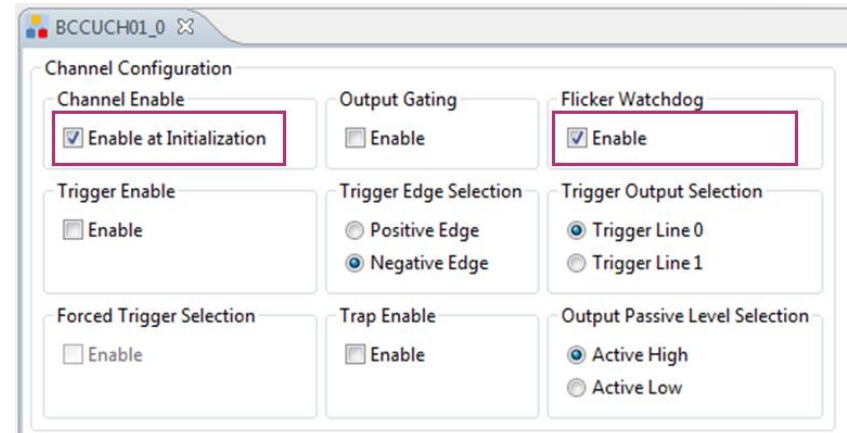 BCCUCH01_0
Channel Configuration
Channel Enable
Enable at Initialization
Output Gating
Enable
Flicker Watchdog
Enable
Trigger Enable
Enable
Trigger Edge Selection
Positive Edge
Negative Edge
Trigger Output Selection
Trigger Line 0
Trigger Line 1
Forced Trigger Selection
Enable
Trap Enable
Enable
Output Passive Level Selection
Active High
Active Low